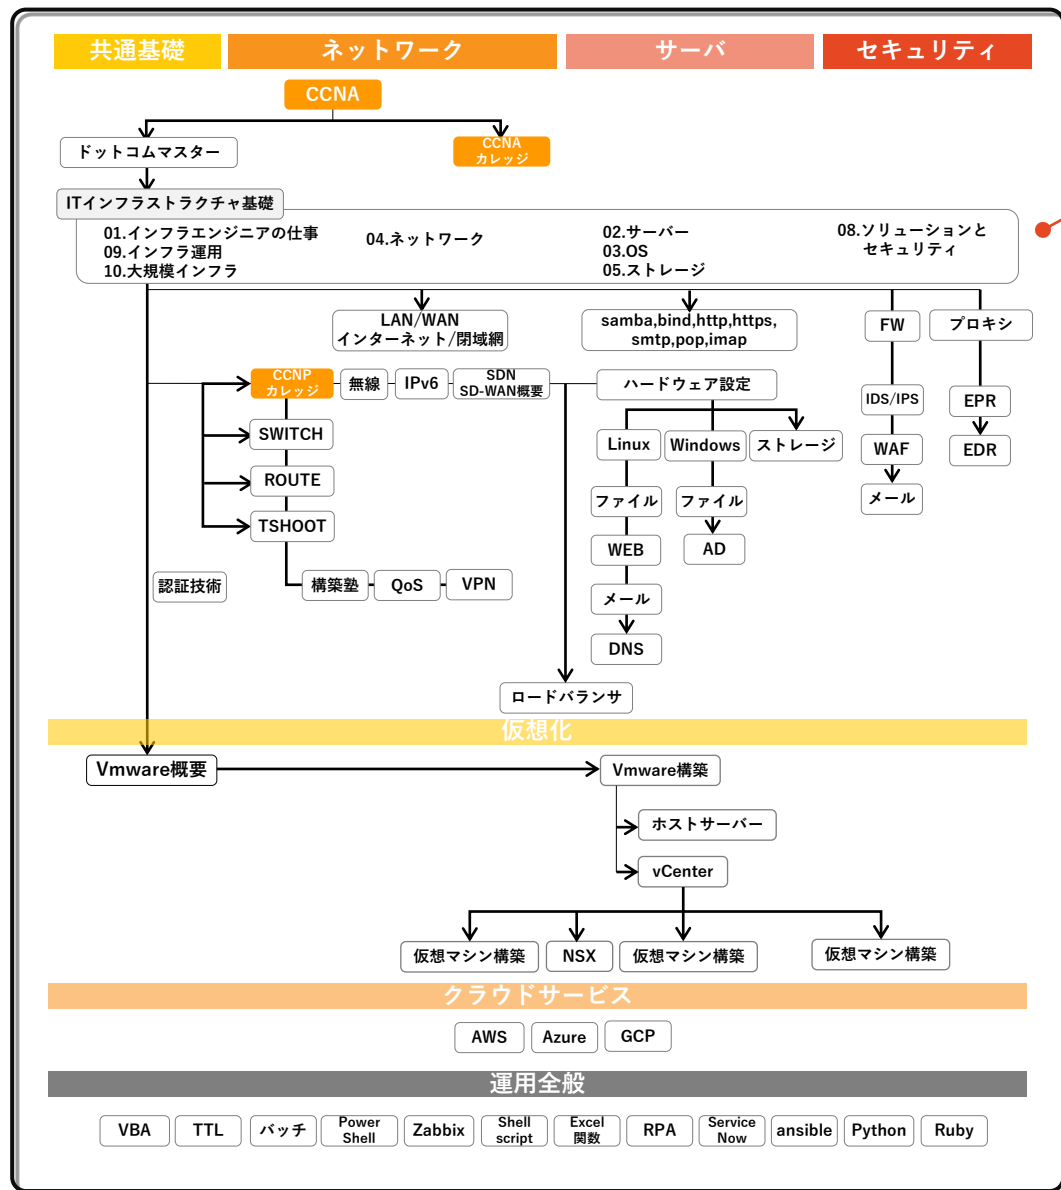 共通基礎
ネットワーク
サーバ
セキュリティ
CCNA
ドットコムマスター
CCNA
カレッジ
ITインフラストラクチャ基礎
01.インフラエンジニアの仕事
09.インフラ運用
10.大規模インフラ
04.ネットワーク
02.サーバー
03.OS
05.ストレージ
08.ソリューションと
セキュリティ
LAN/WAN
インターネット/閉域網
samba,bind,http,https,
smtp,pop,imap
FW
プロキシ
CCNP
カレッジ
無線
IPv6
SDN
SD-WAN概要
ハードウェア設定
IDS/IPS
EPR
SWITCH
Linux
Windows
ストレージ
WAF
EDR
ROUTE
ファイル
ファイル
メール
TSHOOT
WEB
AD
認証技術
構築塾
QoS
VPN
メール
DNS
ロードバランサ
仮想化
Vmware概要
Vmware構築
ホストサーバー
vCenter
仮想マシン構築
NSX
仮想マシン構築
仮想マシン構築
クラウドサービス
AWS
Azure
GCP
運用全般
VBA
TTL
バッチ
Power
Shell
Zabbix
Shell
script
Excel
関数
RPA
Service
Now
ansible
Python
Ruby